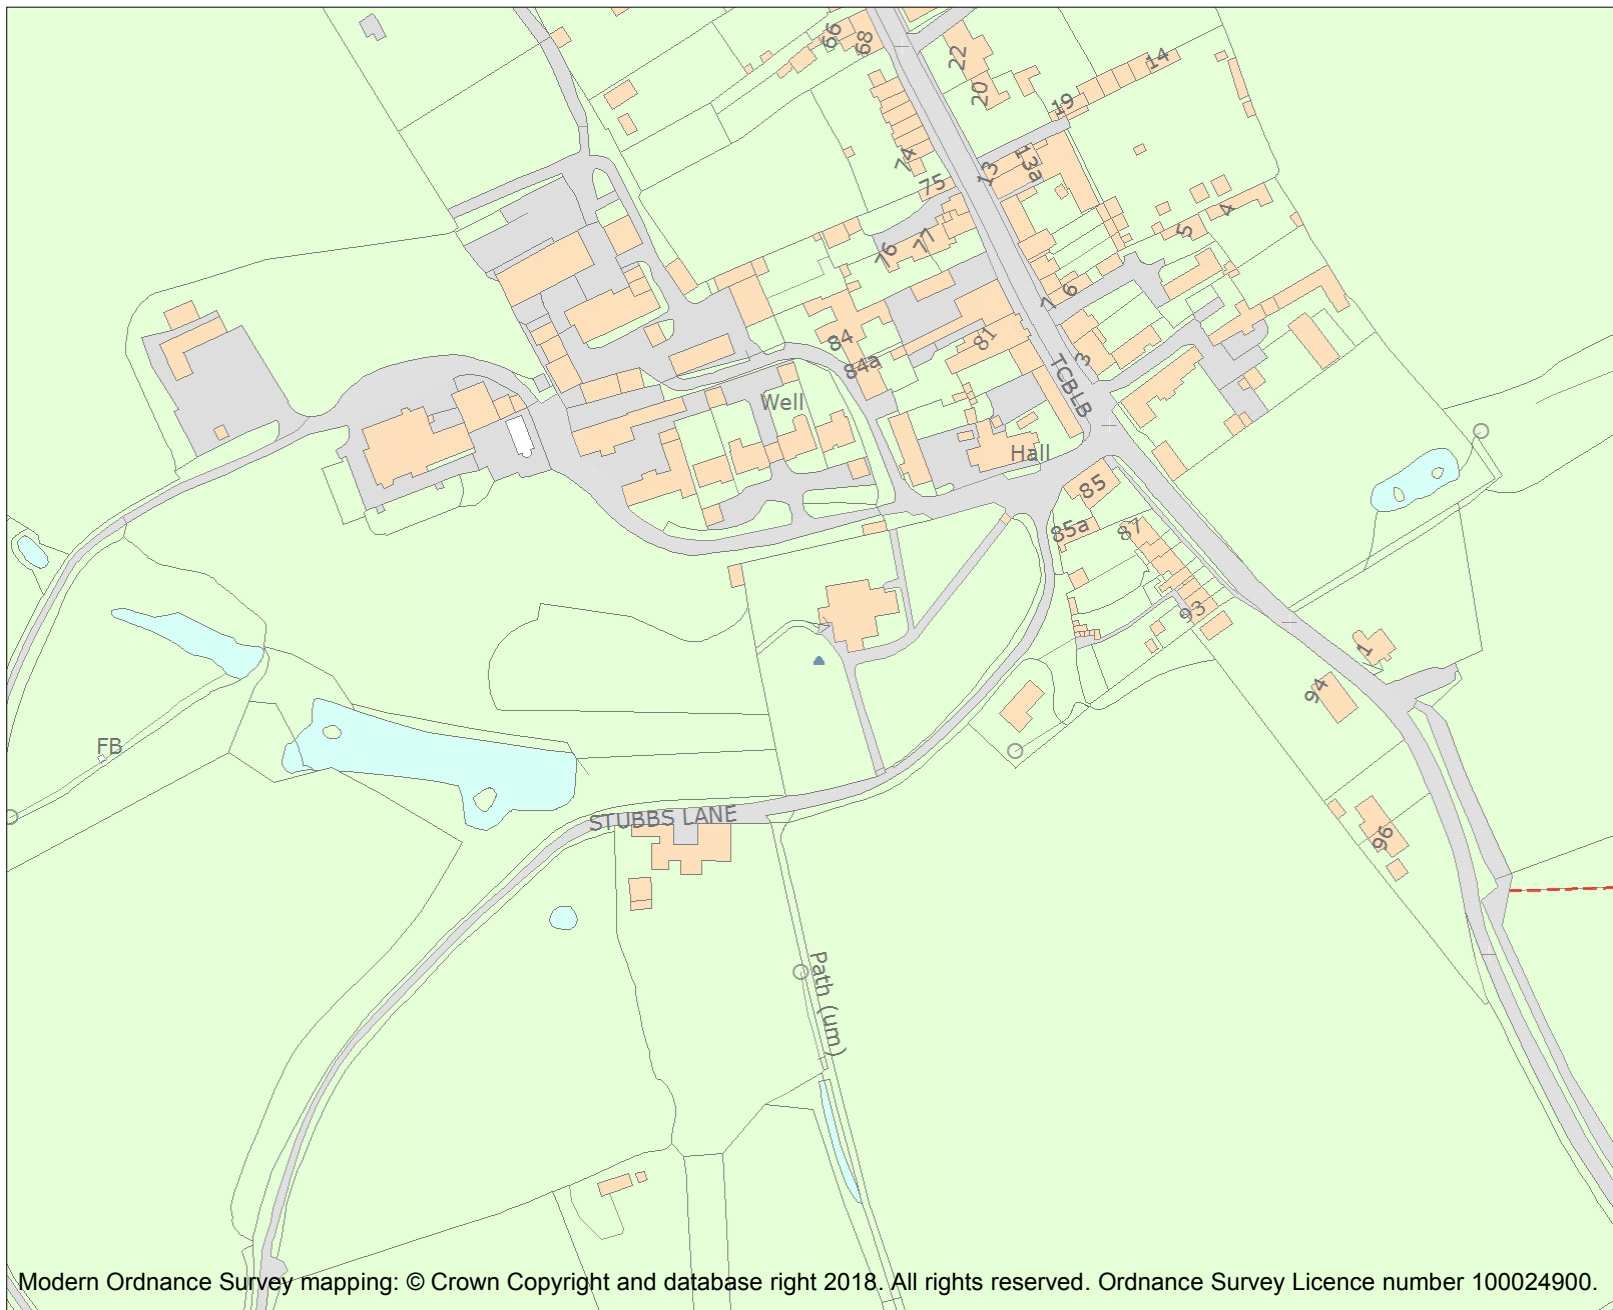 66
68
22
20
14
19
74
75
13
13a
76
77
5
4
7
6
84
84a
81
3
TCBLB
Well
Hall
85
85a
87
93
1
94
96
FB
STUBBS LANE
Path (um)
Modern Ordnance Survey mapping: © Crown Copyright and database right 2018. All rights reserved. Ordnance Survey Licence number 100024900.